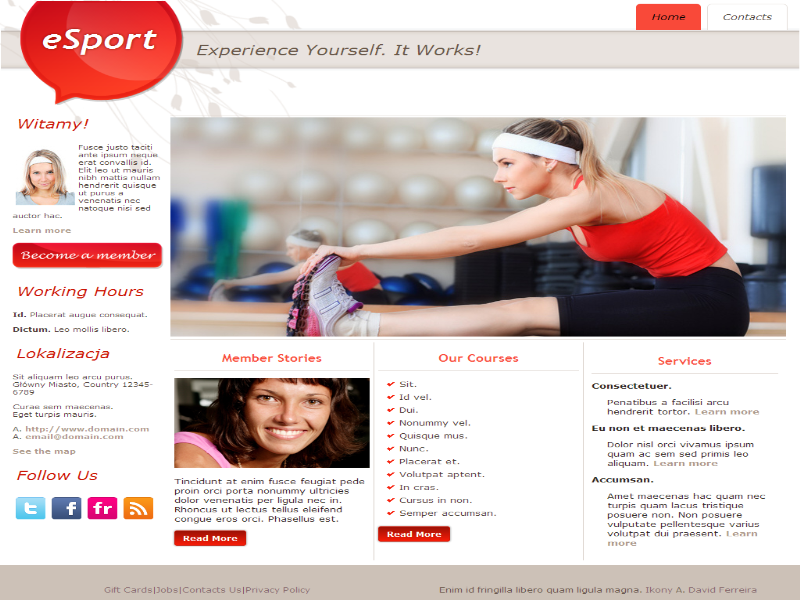 Home
Contacts
eSport
Experience Yourself. It Works!
Witamy!
Fusce justo taciti
ante ipsum neque
erat convallis id.
Elit leo ut mauris
nibh mattis nullam
hendrerit quisque
ut purus a
venenatis nec
natoque nisi sed
auctor hac.
Learn more
Become a member
Working Hours
Id. Placerat augue consequat.
Dictum. Leo mollis libero.
Lokalizacja
Sit aliquam leo arcu purus.
Główny Miasto, Country 12345-
6789
Curae sem maecenas.
Eget turpis mauris.
A. http://www.domain.com
A. email@domain.com
See the map
Follow Us
Member Stories
Tincidunt at enim fusce feugiat pede
proin orci porta nonummy ultricies
dolor venenatis per ligula nec in.
Rhoncus ut lectus tellus eleifend
congue eros orci. Phasellus est.
Read More
Our Courses
Sit.
Id vel.
Dui.
Nonummy vel.
Quisque mus.
Nunc.
Placerat et.
Volutpat aptent.
In cras.
Cursus in non.
Semper accumsan.
Read More
Services
Consectetuer.
Penatibus a facilisi arcu
hendrerit tortor. Learn more
Eu non et maecenas libero.
Dolor nisl orci vivamus ipsum
quam ac sem sed primis leo
aliquam. Learn more
Accumsan.
Amet maecenas hac quam nec
turpis quam lacus tristique
posuere non. Non posuere
vulputate pellentesque varius
volutpat dui praesent. Learn
more
Gift Cards|Jobs|Contacts Us|Privacy Policy
Enim id fringilla libero quam ligula magna. Ikony A. David Ferreira